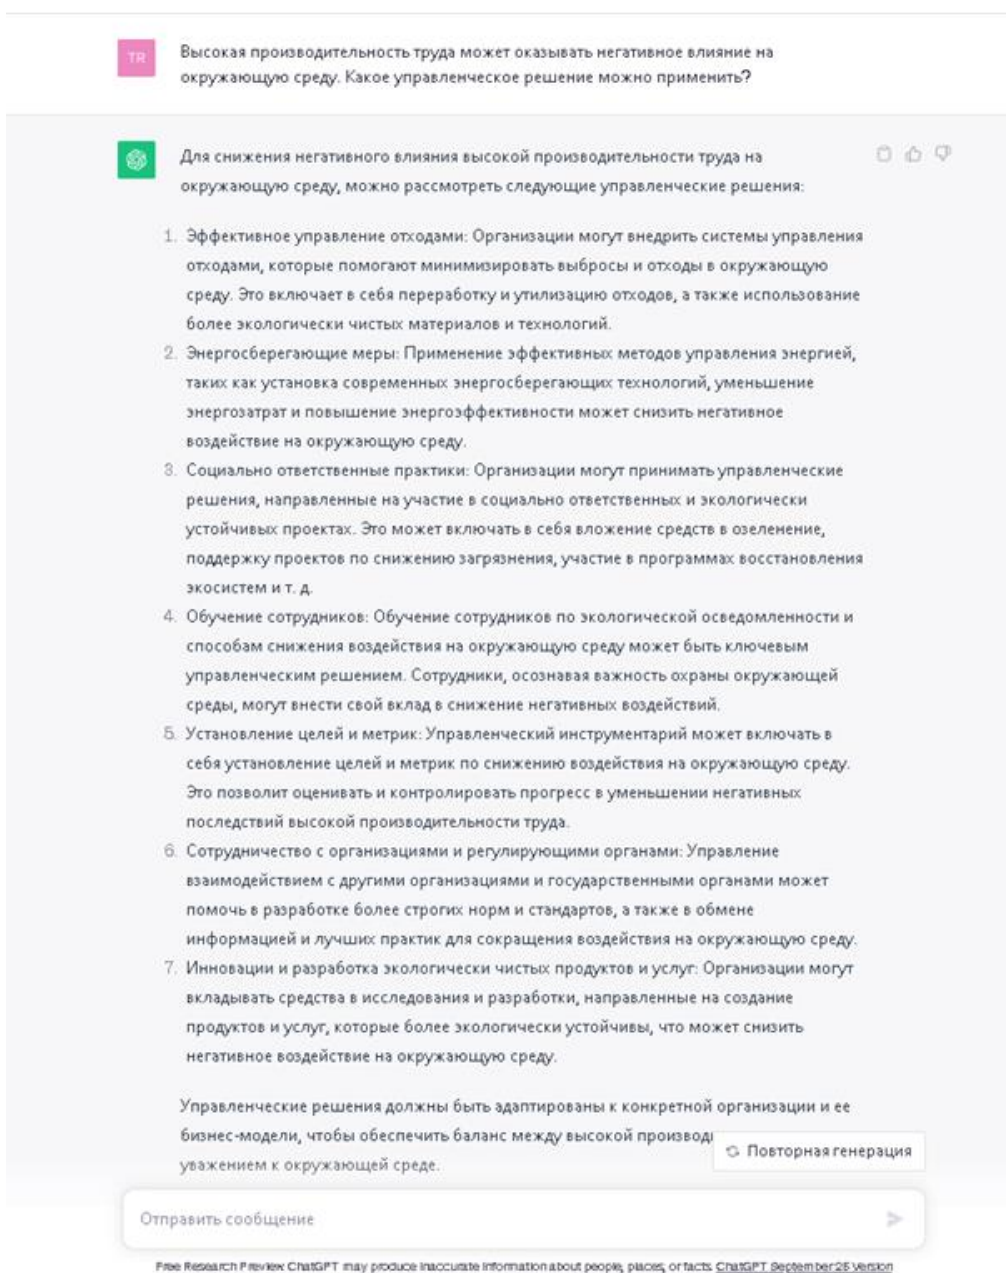 TR
Высокая производительность труда может оказывать негативное влияние на
окружающую среду. Какое управленческое решение можно применить?
Для снижения негативного влияния высокой производительности труда на
окружающую среду, можно рассмотреть следующие управленческие решения:
1. Эффективное управление отходами: Организации могут внедрить системы управления
отходами, которые помогают минимизировать выбросы и отходы в окружающую
среду. Это включает в себя переработку и утилизацию отходов, а также использование
более экологически чистых материалов и технологий.
2. Энергосберегающие меры: Применение эффективных методов управления энергией,
таких как установка современных энергосберегающих технологий, уменьшение
энергозатрат и повышение энергоэффективности может снизить негативное
воздействие на окружающую среду.
3. Социально ответственные практики: Организации могут принимать управленческие
решения, направленные на участие в социально ответственных и экологически
устойчивых проектах. Это может включать в себя вложение средств в озеленение,
поддержку проектов по снижению загрязнения, участие в программах восстановления
экосистем и т. д.
4. Обучение сотрудников: Обучение сотрудников по экологической осведомленности и
способам снижения воздействия на окружающую среду может быть ключевым
управленческим решением. Сотрудники, осознавая важность охраны окружающей
среды, могут внести свой вклад в снижение негативных воздействий.
5. Установление целей и метрик: Управленческий инструментарий может включать в
себя установление целей и метрик по снижению воздействия на окружающую среду.
Это позволит оценивать и контролировать прогресс в уменьшении негативных
последствий высокой производительности труда.
6. Сотрудничество с организациями и регулирующими органами: Управление
взаимодействием с другими организациями и государственными органами может
помочь в разработке более строгих норм и стандартов, а также в обмене
информацией и лучших практик для сокращения воздействия на окружающую среду.
7. Инновации и разработка экологически чистых продуктов и услуг: Организации могут
вкладывать средства в исследования и разработки, направленные на создание
продуктов и услуг, которые более экологически устойчивы, что может снизить
негативное воздействие на окружающую среду.
Управленческие решения должны быть адаптированы к конкретной организации и ее
бизнес-модели, чтобы обеспечить баланс между высокой производ
уважением к окружающей среде.
Повторная генерация
Отправить сообщение
Free Research Preview. ChatGPT may produce inaccurate information about people, places, or facts. ChatGPT September 25 Version